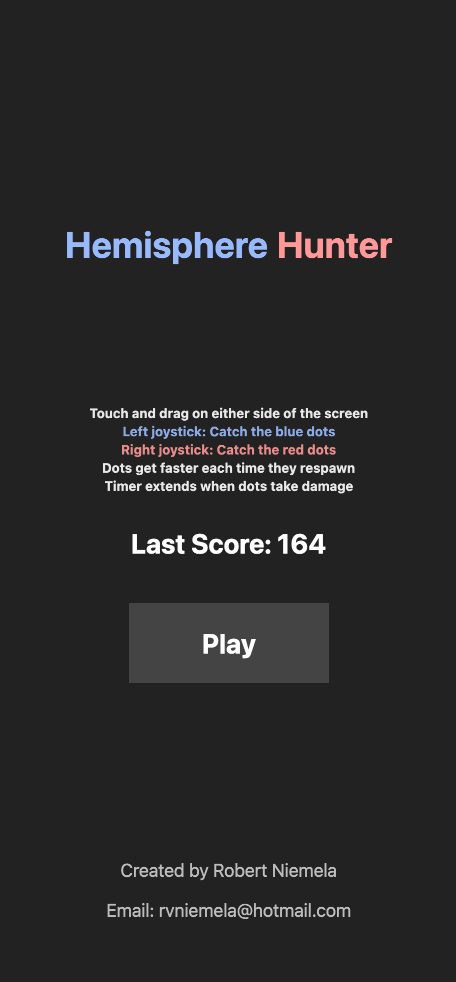 Hemisphere Hunter
Touch and drag on either side of the screen
Left joystick: Catch the blue dots
Right joystick: Catch the red dots
Dots get faster each time they respawn
Timer extends when dots take damage
Last Score: 164
Play
Created by Robert Niemela
Email: rvniemela@hotmail.com